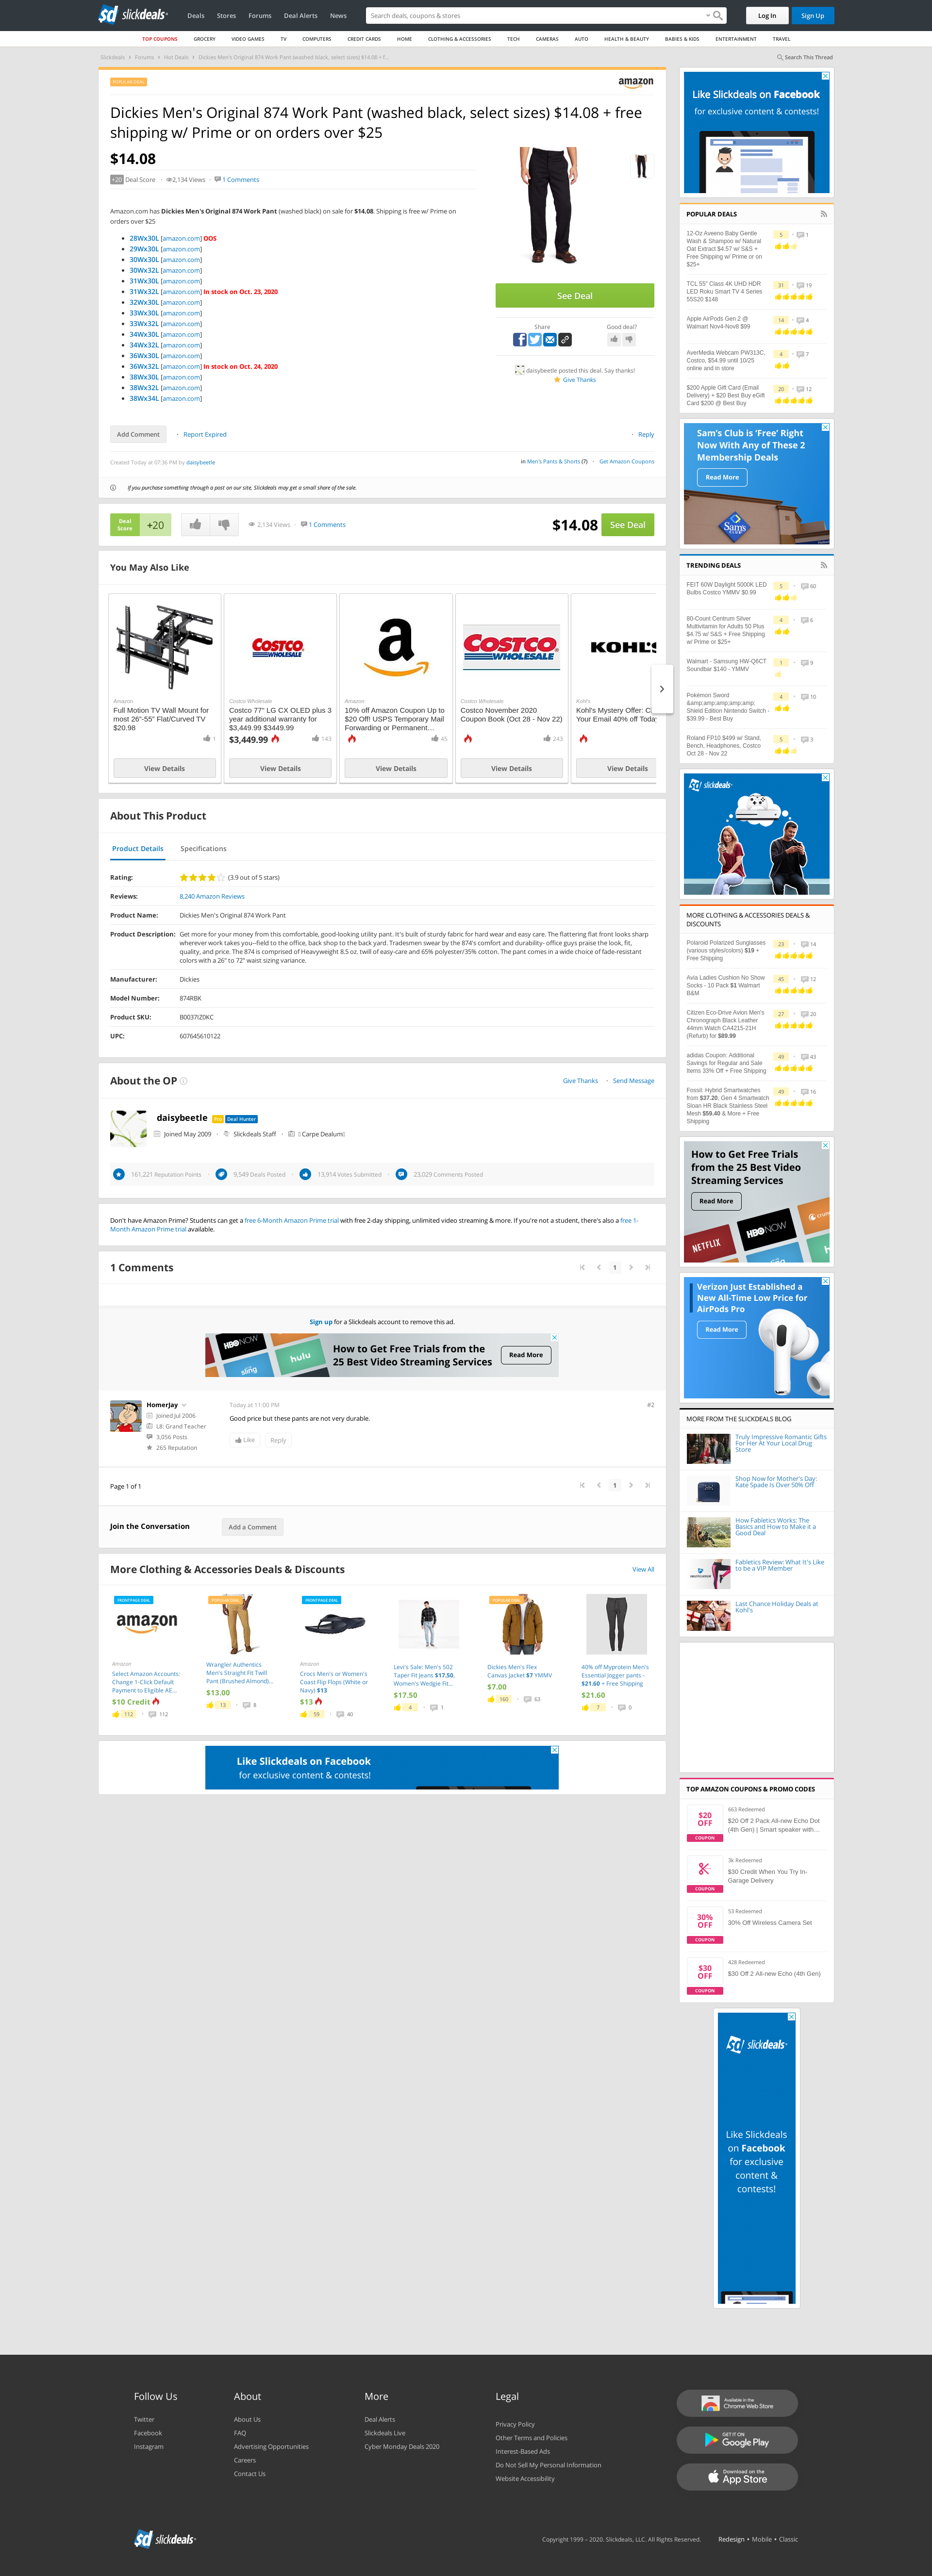 slickdeals
Deals Stores Forums Deal Alerts News
Search deals, coupons & stores
Log In
Sign Up
TOP COUPONS GROCERY VIDEO GAMES TV COMPUTERS CREDIT CARDS HOME CLOTHING & ACCESSORIES TECH CAMERAS AUTO HEALTH & BEAUTY BABIES & KIDS ENTERTAINMENT TRAVEL
Slickdeals Forums Hot Deals Dickies Men's Original 874 Work Pant (washed black, select sizes) $14.08 + f...
Search This Thread
POPULAR DEAL
amazon
Dickies Men's Original 874 Work Pant (washed black, select sizes) $14.08 + free
shipping w/ Prime or on orders over $25
$14.08
+20 Deal Score 2,134 Views 1 Comments
Amazon.com has Dickies Men's Original 874 Work Pant (washed black) on sale for $14.08. Shipping is free w/ Prime on
orders over $25
28Wx30L [amazon.com] OOS
29Wx30L [amazon.com]
30Wx30L [amazon.com]
30Wx32L [amazon.com]
31Wx30L [amazon.com]
31Wx32L [amazon.com] In stock on Oct. 23, 2020
32Wx30L [amazon.com]
33Wx30L [amazon.com]
33Wx32L [amazon.com]
34Wx30L [amazon.com]
34Wx32L [amazon.com]
36Wx30L [amazon.com]
36Wx32L [amazon.com] In stock on Oct. 24, 2020
38Wx30L [amazon.com]
38Wx32L [amazon.com]
38Wx34L [amazon.com]
See Deal
Share
Good deal?
daisybeetle posted this deal. Say thanks!
Give Thanks
Add Comment
Report Expired
Reply
Created Today at 07:36 PM by daisybeetle
in Men's Pants & Shorts (7) Get Amazon Coupons
If you purchase something through a post on our site, Slickdeals may get a small share of the sale.
Deal
Score
+20
2,134 Views 1 Comments
$14.08
See Deal
You May Also Like
Amazon
Full Motion TV Wall Mount for
most 26"-55" Flat/Curved TV
$20.98
1
View Details
COSTCO
WHOLESALE
Costco Wholesale
Costco 77" LG CX OLED plus 3
year additional warranty for
$3,449.99 $3449.99
$3,449.99
143
View Details
a
Amazon
10% off Amazon Coupon Up to
$20 Off! USPS Temporary Mail
Forwarding or Permanent...
45
View Details
COSTCO
WHOLESALE
Costco Wholesale
Costco November 2020
Coupon Book (Oct 28 - Nov 22)
243
View Details
KOHL'S
Kohl's
Kohl's Mystery Offer: C
Your Email 40% off Toda
View Details
About This Product
Product Details
Specifications
Rating: (3.9 out of 5 stars)
Reviews: 8,240 Amazon Reviews
Product Name: Dickies Men's Original 874 Work Pant
Product Description: Get more for your money from this comfortable, good-looking utility pant. It's built of sturdy fabric for hard wear and easy care. The flattering flat front looks sharp
wherever work takes you--field to the office, back shop to the back yard. Tradesmen swear by the 874's comfort and durability- office guys praise the look, fit,
quality, and price. The 874 is comprised of Heavyweight 8.5 oz. twill of easy-care and 65% polyester/35% cotton. The pant comes in a wide choice of fade-resistant
colors with a 26" to 72" waist sizing variance.
Manufacturer: Dickies
Model Number: 874RBK
Product SKU: B0037IZ0KC
UPC: 607645610122
About the OP
Give Thanks
Send Message
daisybeetle Pro Deal Hunter
Joined May 2009 Slickdeals Staff Carpe Dealum
161,221 Reputation Points 9,549 Deals Posted 13,914 Votes Submitted 23,029 Comments Posted
Don't have Amazon Prime? Students can get a free 6-Month Amazon Prime trial with free 2-day shipping, unlimited video streaming & more. If you're not a student, there's also a free 1-
Month Amazon Prime trial available.
1 Comments
1
Sign up for a Slickdeals account to remove this ad.
HBO NOW
sling
hulu
How to Get Free Trials from the
25 Best Video Streaming Services
Read More
HomerJay
Joined Jul 2006
L8: Grand Teacher
3,056 Posts
265 Reputation
Today at 11:00 PM
#2
Good price but these pants are not very durable.
Like
Reply
Page 1 of 1
1
Join the Conversation
Add a Comment
More Clothing & Accessories Deals & Discounts
View All
FRONTPAGE DEAL
amazon
Amazon
Select Amazon Accounts:
Change 1-Click Default
Payment to Eligible AE...
$10 Credit
112 112
POPULAR DEAL
Wrangler Authentics
Men's Straight Fit Twill
Pant (Brushed Almond)...
$13.00
13 8
FRONTPAGE DEAL
Amazon
Crocs Men's or Women's
Coast Flip Flops (White or
Navy) $13
$13
59 40
Levi's Sale: Men's 502
Taper Fit Jeans $17.50,
Women's Wedgie Fit...
$17.50
4 1
POPULAR DEAL
Dickies Men's Flex
Canvas Jacket $7 YMMV
$7.00
160 63
40% off Myprotein Men's
Essential Jogger pants -
$21.60 + Free Shipping
$21.60
7 0
Like Slickdeals on Facebook
for exclusive content & contests!
Like Slickdeals on Facebook
for exclusive content & contests!
POPULAR DEALS
12-Oz Aveeno Baby Gentle
Wash & Shampoo w/ Natural
Oat Extract $4.57 w/ S&S +
Free Shipping w/ Prime or on
$25+
5 1
TCL 55" Class 4K UHD HDR
LED Roku Smart TV 4 Series
55S20 $148
31 19
Apple AirPods Gen 2 @
Walmart Nov4-Nov8 $99
14 4
AverMedia Webcam PW313C,
Costco, $54.99 until 10/25
online and in store
4 7
$200 Apple Gift Card (Email
Delivery) + $20 Best Buy eGift
Card $200 @ Best Buy
20 12
Sam's Club is 'Free' Right
Now With Any of These 2
Membership Deals
Read More
Sam's
TRENDING DEALS
FEIT 60W Daylight 5000K LED
Bulbs Costco YMMV $0.99
5 60
80-Count Centrum Silver
Multivitamin for Adults 50 Plus
$4.75 w/ S&S + Free Shipping
w/ Prime or $25+
4 6
Walmart - Samsung HW-Q6CT
Soundbar $140 - YMMV
1 9
Pokémon Sword
&amp;amp;amp;amp;amp;
Shield Edition Nintendo Switch -
$39.99 - Best Buy
4 10
Roland FP10 $499 w/ Stand,
Bench, Headphones, Costco
Oct.28 - Nov 22
5 3
slickdeals
MORE CLOTHING & ACCESSORIES DEALS &
DISCOUNTS
Polaroid Polarized Sunglasses
(various styles/colors) $19 +
Free Shipping
23 14
Avia Ladies Cushion No Show
Socks - 10 Pack $1 Walmart
B&M
45 12
Citizen Eco-Drive Avion Men's
Chronograph Black Leather
44mm Watch CA4215-21H
(Refurb) for $89.99
27 20
adidas Coupon: Additional
Savings for Regular and Sale
Items 33% Off + Free Shipping
49 43
Fossil: Hybrid Smartwatches
from $37.20, Gen 4 Smartwatch
Sloan HR Black Stainless Steel
Mesh $59.40 & More + Free
Shipping
49 16
How to Get Free Trials
from the 25 Best Video
Streaming Services
Read More
NETFLIX
HBO NOW
Verizon Just Established a
New All-Time Low Price for
AirPods Pro
Read More
MORE FROM THE SLICKDEALS BLOG
Truly Impressive Romantic Gifts
For Her At Your Local Drug
Store
Shop Now for Mother's Day:
Kate Spade Is Over 50% Off
How Fabletics Works: The
Basics and How to Make it a
Good Deal
Fabletics Review: What It's Like
to be a VIP Member
Last Chance Holiday Deals at
Kohl's
TOP AMAZON COUPONS & PROMO CODES
$20
OFF
COUPON
663 Redeemed
$20 Off 2 Pack All-new Echo Dot
(4th Gen) | Smart speaker with...
COUPON
3k Redeemed
$30 Credit When You Try In-
Garage Delivery
30%
OFF
COUPON
53 Redeemed
30% Off Wireless Camera Set
$30
OFF
COUPON
428 Redeemed
$30 Off 2 All-new Echo (4th Gen)
slickdeals
Like Slickdeals
on Facebook
for exclusive
content &
contests!
Follow Us
Twitter
Facebook
Instagram
About
About Us
FAQ
Advertising Opportunities
Careers
Contact Us
More
Deal Alerts
Slickdeals Live
Cyber Monday Deals 2020
Legal
Privacy Policy
Other Terms and Policies
Interest-Based Ads
Do Not Sell My Personal Information
Website Accessibility
Available in the
Chrome Web Store
GET IT ON
Google Play
Download on the
App Store
slickdeals
Copyright 1999 – 2020. Slickdeals, LLC. All Rights Reserved. Redesign • Mobile • Classic